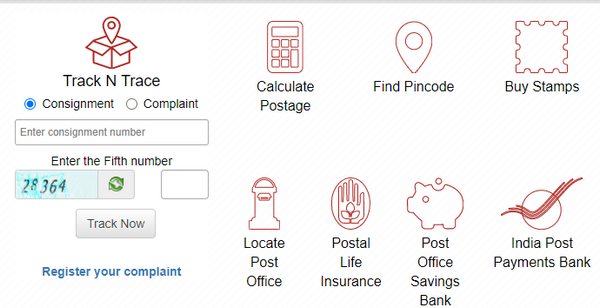 Track N Trace
Consignment Complaint
Enter consignment number
Enter the Fifth number
28364
Track Now
Register your complaint
Calculate
Postage
Find Pincode
Buy Stamps
Locate
Post
Office
Postal
Life
Insurance
Post
Office
Savings
Bank
India Post
Payments Bank